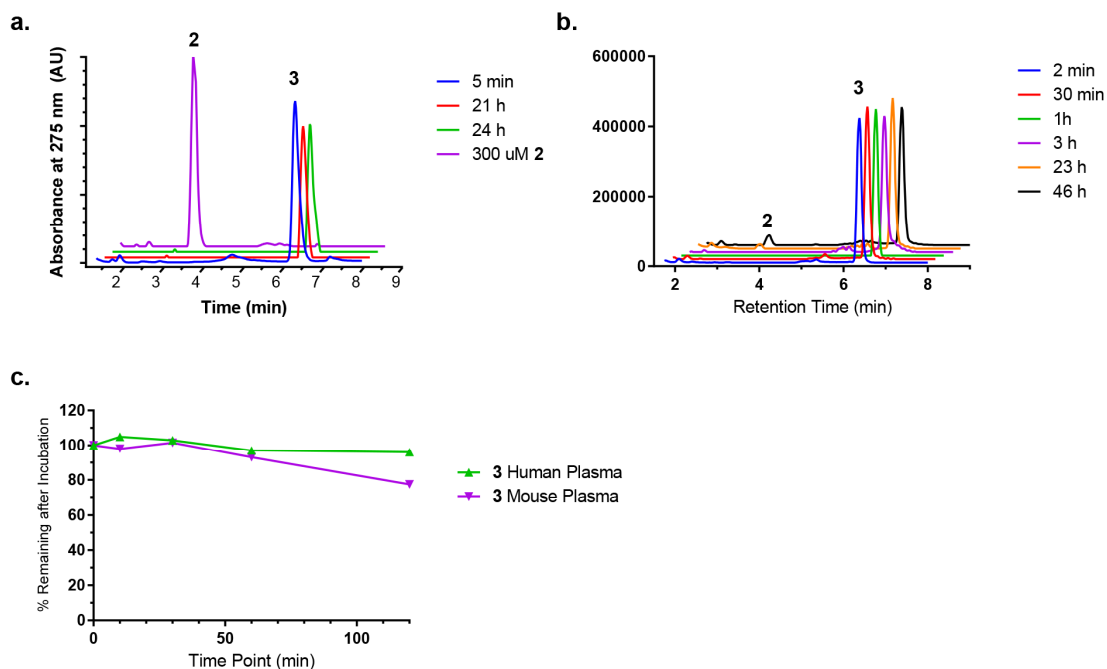 a.
2
3
Absorbance at 275 nm (AU)
2 3 4 5 6 7 8 9
Time (min)
5 min
21 h
24 h
300 uM 2
b.
600000
400000
200000
0
3
2
2 4 6 8
Retention Time (min)
2 min
30 min
1h
3 h
23 h
46 h
c.
120
100
80
60
40
20
0
% Remaining after Incubation
0 50 100
Time Point (min)
3 Human Plasma
3 Mouse Plasma